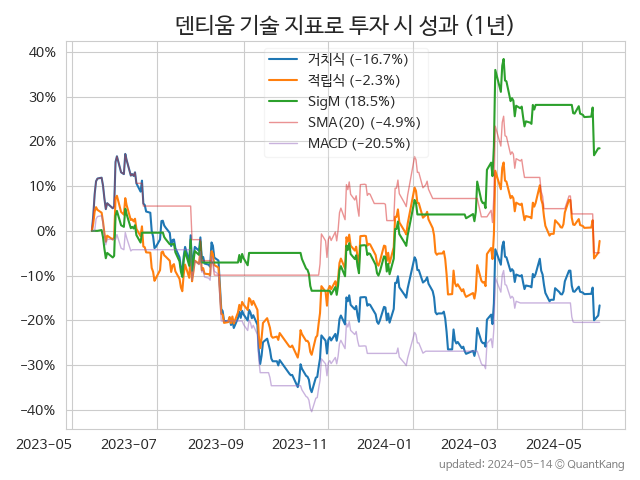 덴티움 기술 지표로 투자 시 성과 (1년)
거치식 (−16.7%)
적립식 (−2.3%)
SigM (18.5%)
SMA(20) (−4.9%)
MACD (−20.5%)
40%
30%
20%
10%
0%
−10%
−20%
−30%
−40%
2023-05
2023-07
2023-09
2023-11
2024-01
2024-03
2024-05
updated: 2024-05-14 ⓒ QuantKang